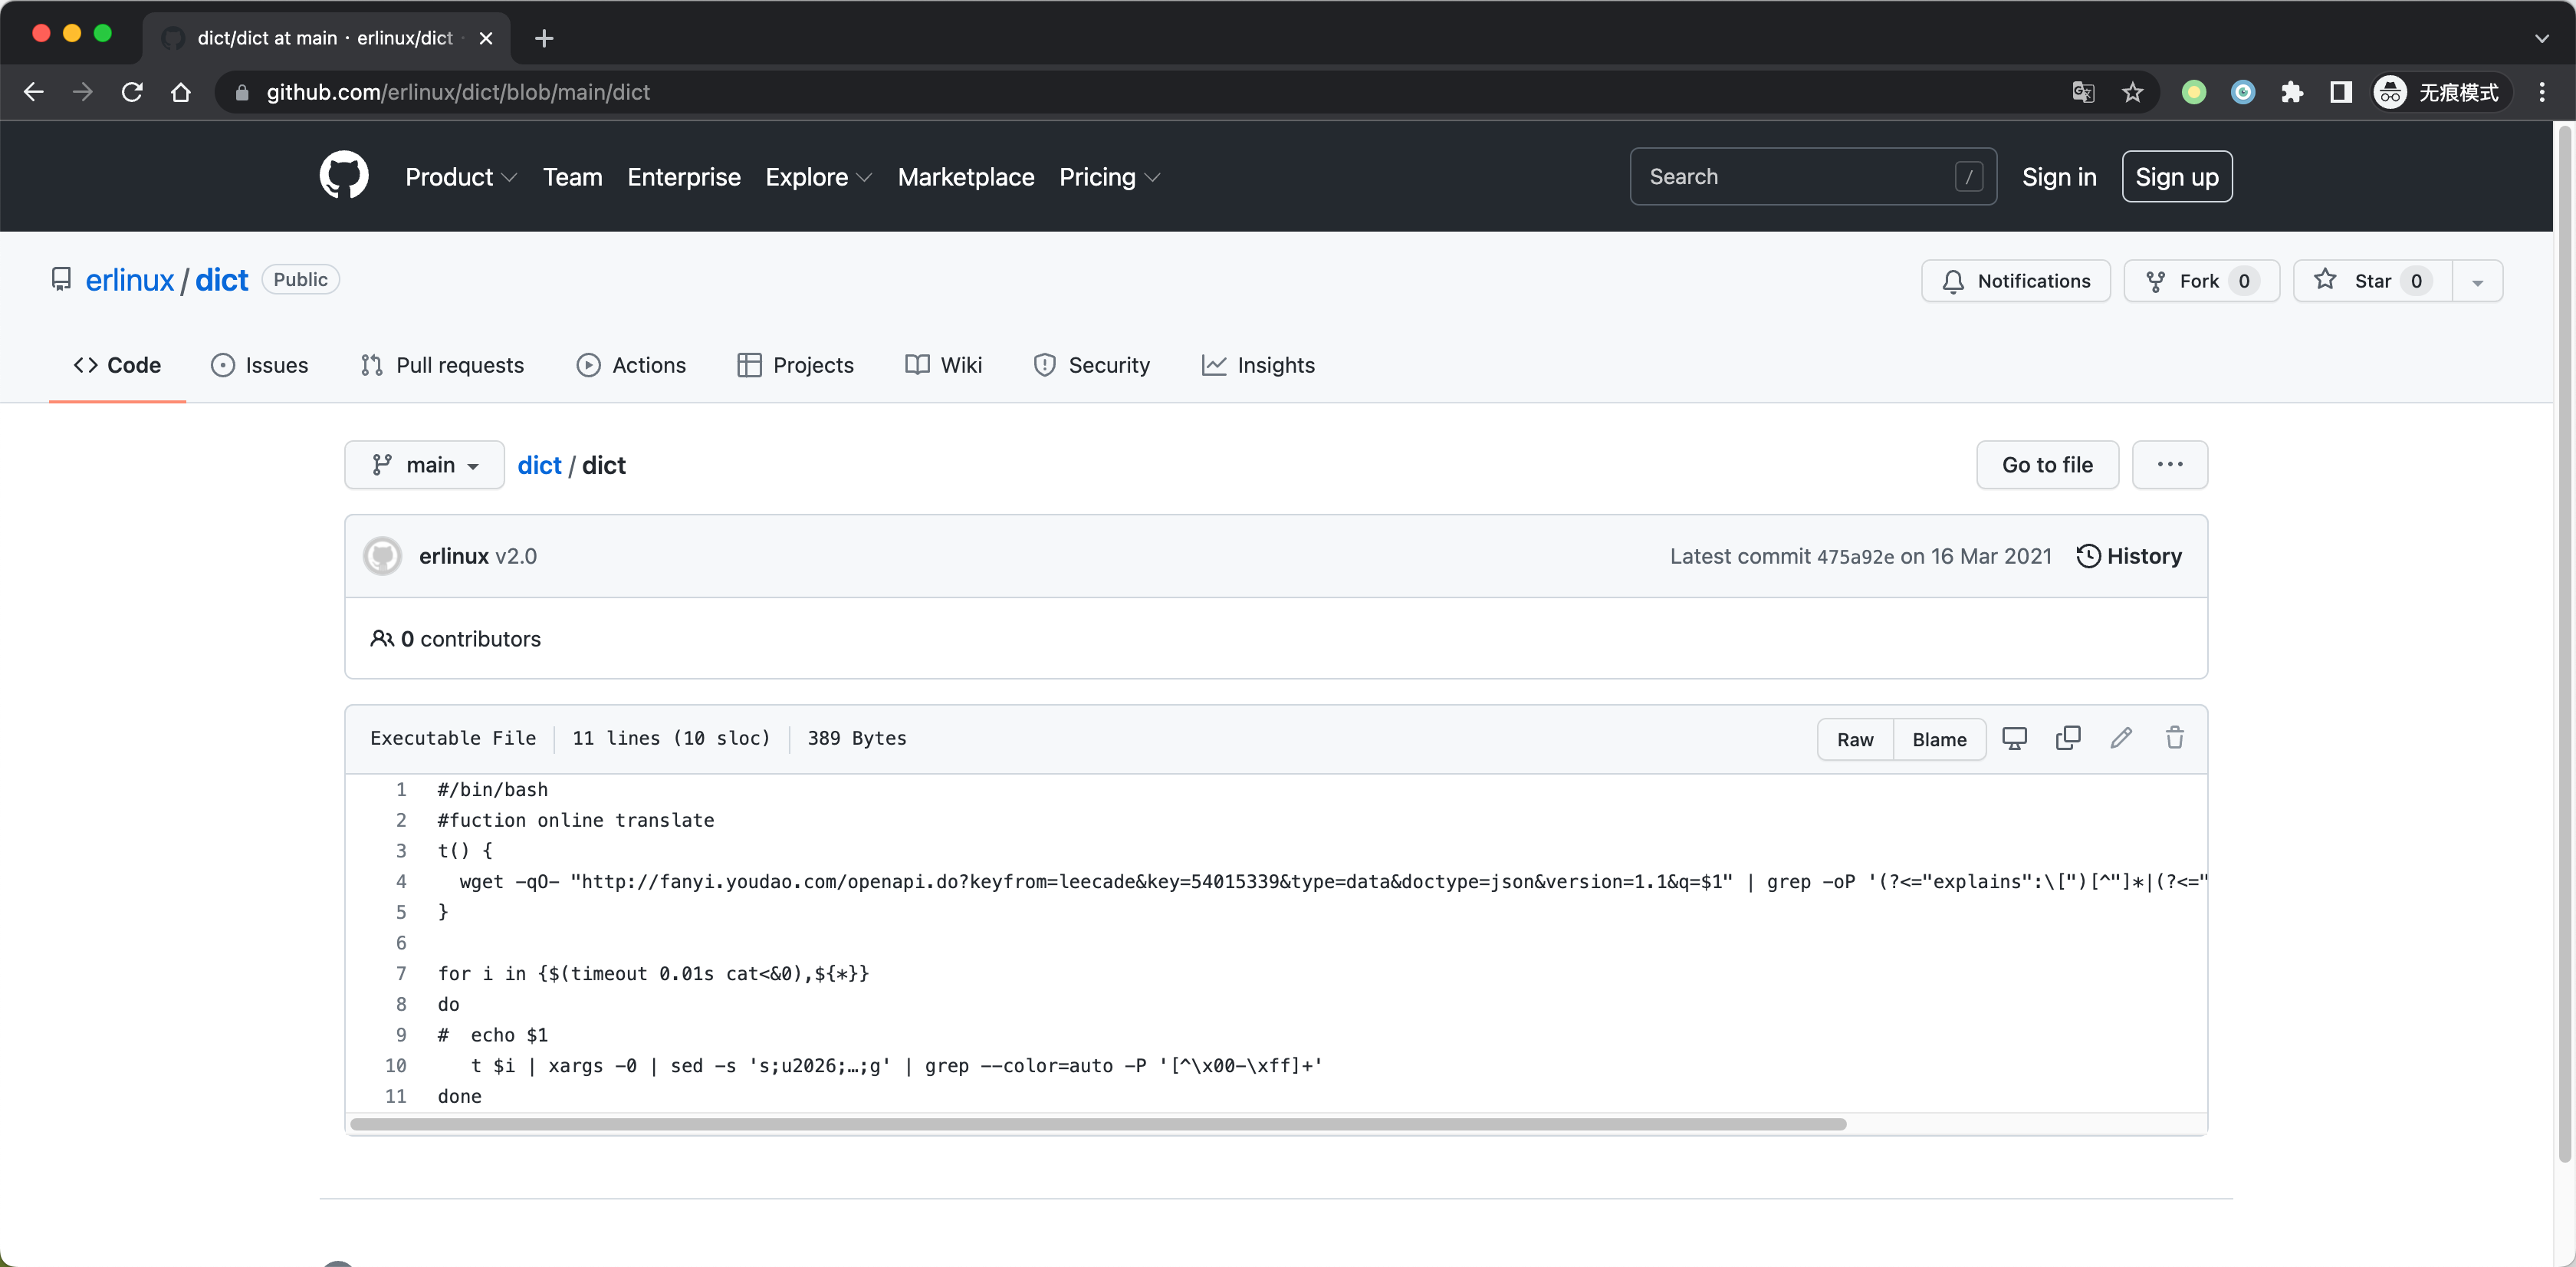 dict/dict at main · erlinux/dict ·
github.com/erlinux/dict/blob/main/dict
无痕模式
Product Team Enterprise Explore Marketplace Pricing
Search /
Sign in
Sign up
erlinux / dict Public
Notifications
Fork 0
Star 0
Code Issues Pull requests Actions Projects Wiki Security Insights
main
dict / dict
Go to file
erlinux v2.0
Latest commit 475a92e on 16 Mar 2021
History
0 contributors
Executable File 11 lines (10 sloc) 389 Bytes
Raw Blame
1 #/bin/bash
2 #fuction online translate
3 t() {
4   wget -qO- "http://fanyi.youdao.com/openapi.do?keyfrom=leecade&key=54015339&type=data&doctype=json&version=1.1&q=$1" | grep -oP '(?<="explains":\[")[^"]*|(?<="
5 }
6
7 for i in {$(timeout 0.01s cat<&0),${*}}
8 do
9 #  echo $1
10    t $i | xargs -0 | sed -s 's;u2026;…;g' | grep --color=auto -P '[^\x00-\xff]+'
11 done